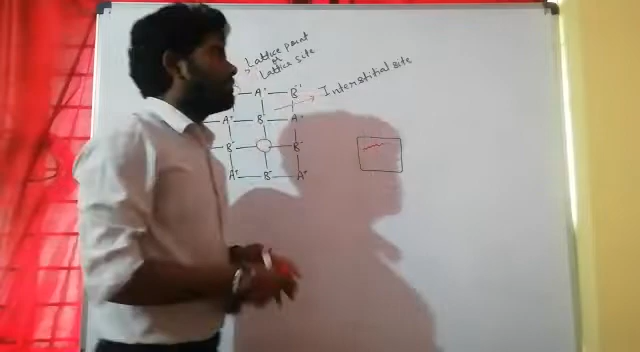 Lattice point
or
Lattice site
Interstitial site
A⁺ B⁻
A⁺ B⁻ A⁺
B⁻ B⁻
A⁺ B⁻ A⁺